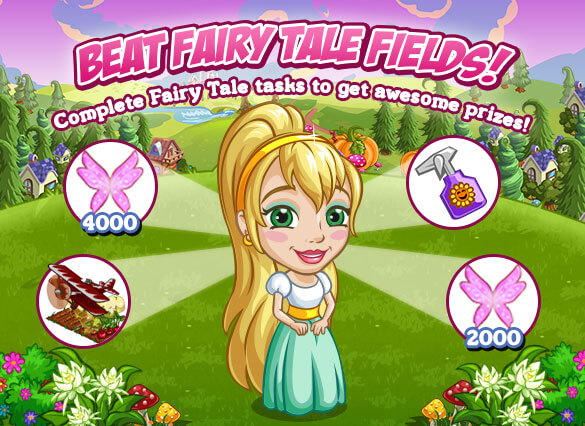 BEAT FAIRY TALE FIELDS!
Complete Fairy Tale tasks to get awesome prizes!
4000
2000